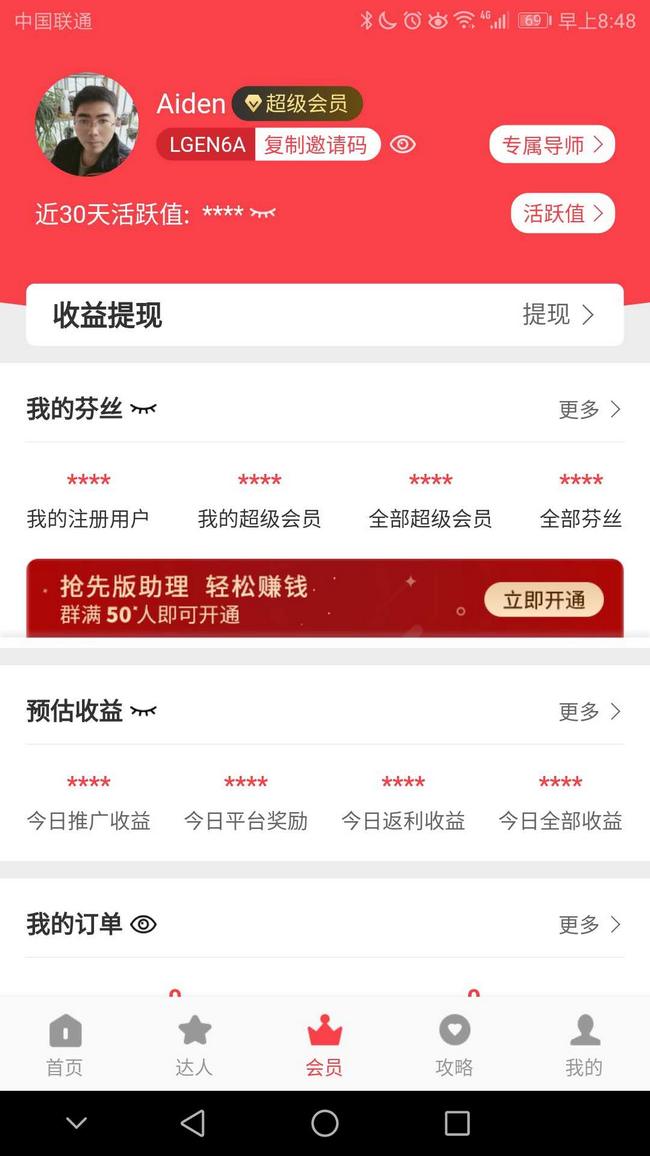 中国联通
4G
69
早上8:48
Aiden
超级会员
LGEN6A
复制邀请码
专属导师
近30天活跃值: ****
活跃值
收益提现
提现
我的芬丝
更多
****
****
****
****
我的注册用户
我的超级会员
全部超级会员
全部芬丝
抢先版助理 轻松赚钱
群满 50 人即可开通
立即开通
预估收益
更多
****
****
****
****
今日推广收益
今日平台奖励
今日返利收益
今日全部收益
我的订单
更多
首页
达人
会员
攻略
我的